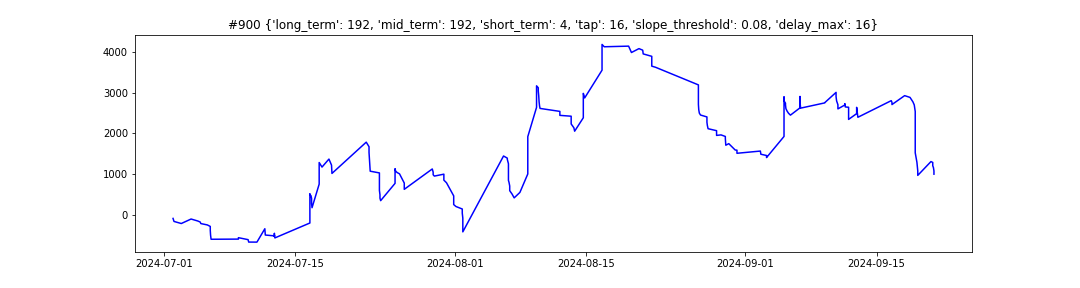 #900 {'long_term': 192, 'mid_term': 192, 'short_term': 4, 'tap': 16, 'slope_threshold': 0.08, 'delay_max': 16}
4000
3000
2000
1000
0
2024-07-01 2024-07-15 2024-08-01 2024-08-15 2024-09-01 2024-09-15